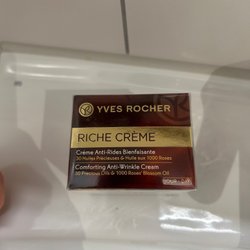 YVES ROCHER
RICHE CRÈME
Crème Anti-Rides Bienfaisante
30 Huiles Précieuses & Huile aux 1000 Roses
Comforting Anti-Wrinkle Cream
30 Precious Oils & 1000 Roses' Blossom Oil